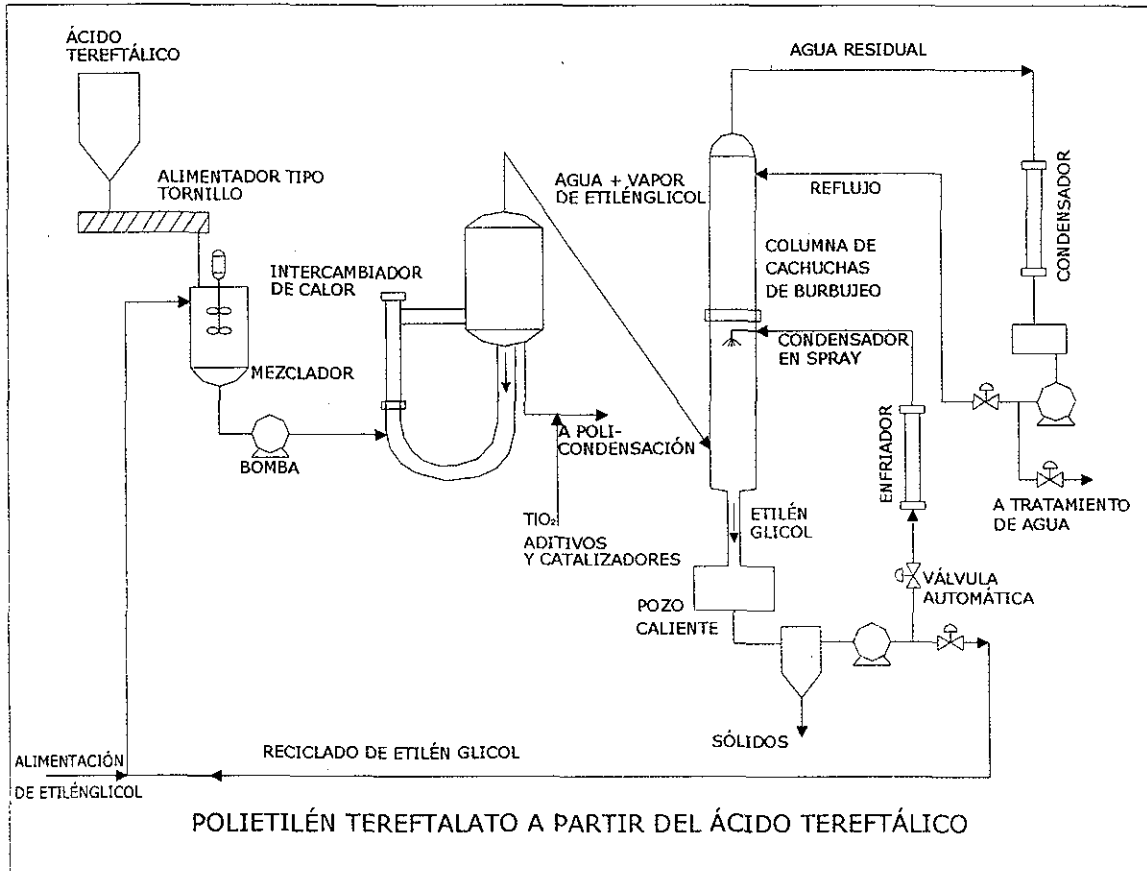 ÁCIDO
TEREFTÁLICO
ALIMENTADOR TIPO
TORNILLO
INTERCAMBIADOR
DE CALOR
MEZCLADOR
BOMBA
AGUA RESIDUAL
AGUA + VAPOR
DE ETILÉNGLICOL
REFLUJO
CONDENSADOR
COLUMNA DE
CACHUCHAS
DE BURBUJEO
CONDENSADOR
EN SPRAY
A POLI-
CONDENSACIÓN
ENFRIADOR
A TRATAMIENTO
DE AGUA
TIO₂
ADITIVOS
Y CATALIZADORES
ETILÉN
GLICOL
POZO
CALIENTE
VÁLVULA
AUTOMÁTICA
SÓLIDOS
RECICLADO DE ETILÉN GLICOL
ALIMENTACIÓN
DE ETILÉNGLICOL
POLIETILÉN TEREFTALATO A PARTIR DEL ÁCIDO TEREFTÁLICO